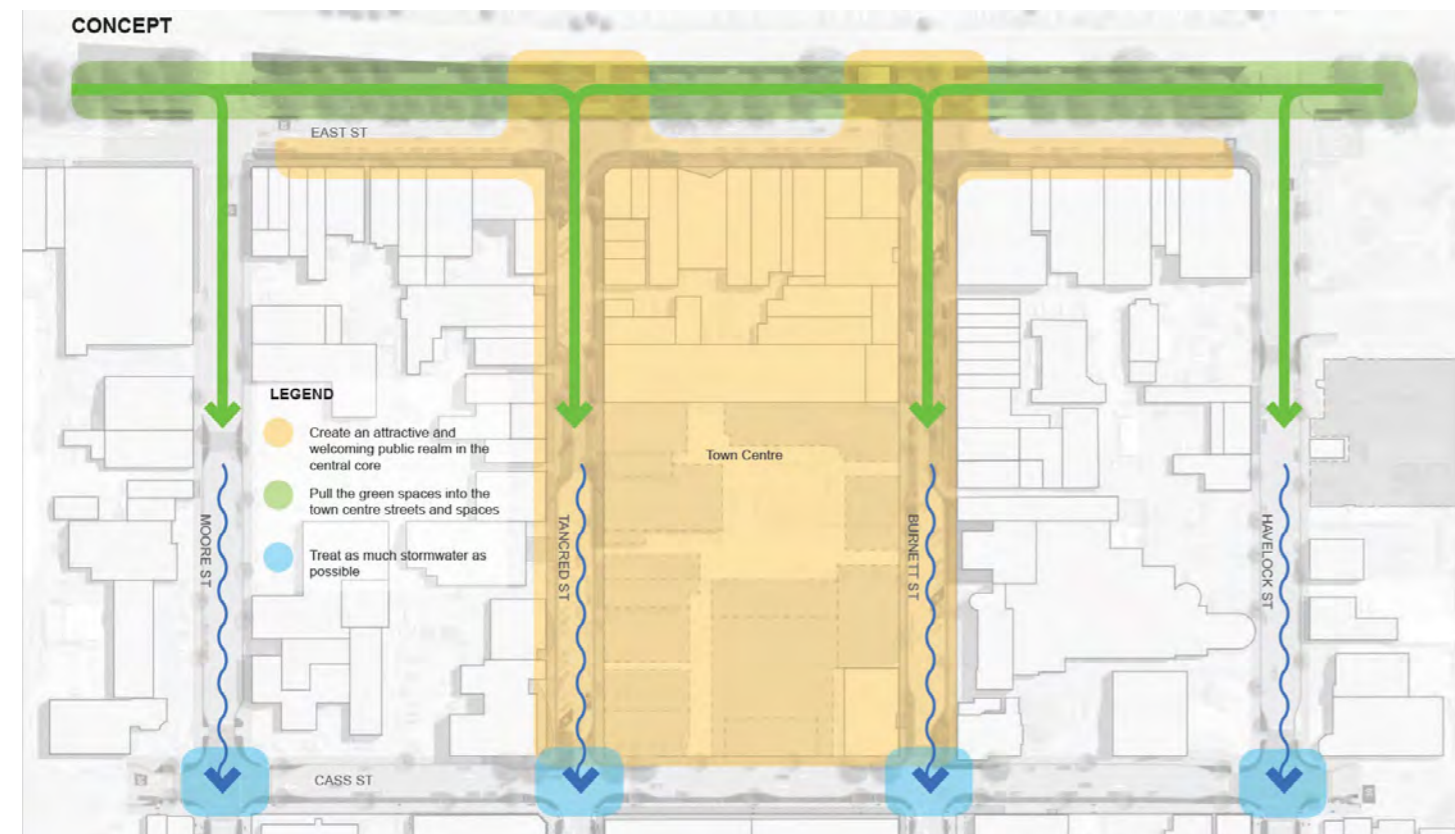 CONCEPT
EAST ST
LEGEND
Create an attractive and
welcoming public realm in the
central core
Pull the green spaces into the
town centre streets and spaces
Treat as much stormwater as
possible
Town Centre
MOORE ST
TANCRED ST
BURNETT ST
HAVELOCK ST
CASS ST